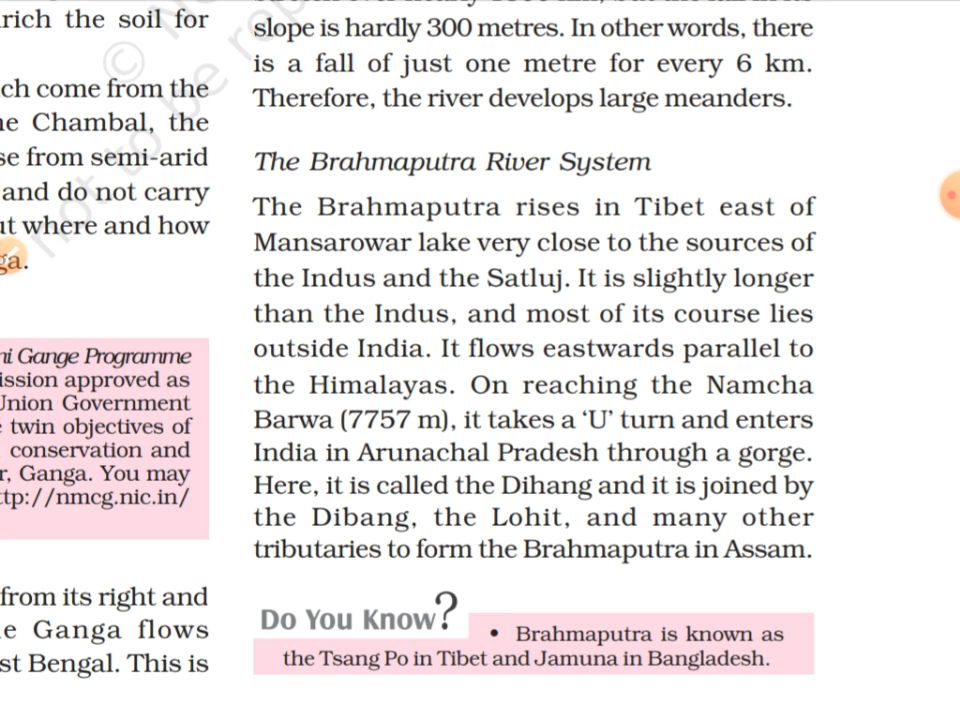 rich the soil for
ch come from the
ne Chambal, the
se from semi-arid
and do not carry
ut where and how
ga.
ni Gange Programme
ission approved as
Union Government
twin objectives of
conservation and
r, Ganga. You may
ttp://nmcg.nic.in/
from its right and
e Ganga flows
st Bengal. This is
slope is hardly 300 metres. In other words, there
is a fall of just one metre for every 6 km.
Therefore, the river develops large meanders.
The Brahmaputra River System
The Brahmaputra rises in Tibet east of
Mansarowar lake very close to the sources of
the Indus and the Satluj. It is slightly longer
than the Indus, and most of its course lies
outside India. It flows eastwards parallel to
the Himalayas. On reaching the Namcha
Barwa (7757 m), it takes a ‘U’ turn and enters
India in Arunachal Pradesh through a gorge.
Here, it is called the Dihang and it is joined by
the Dibang, the Lohit, and many other
tributaries to form the Brahmaputra in Assam.
Do You Know?
• Brahmaputra is known as
the Tsang Po in Tibet and Jamuna in Bangladesh.
© N
not to be rep